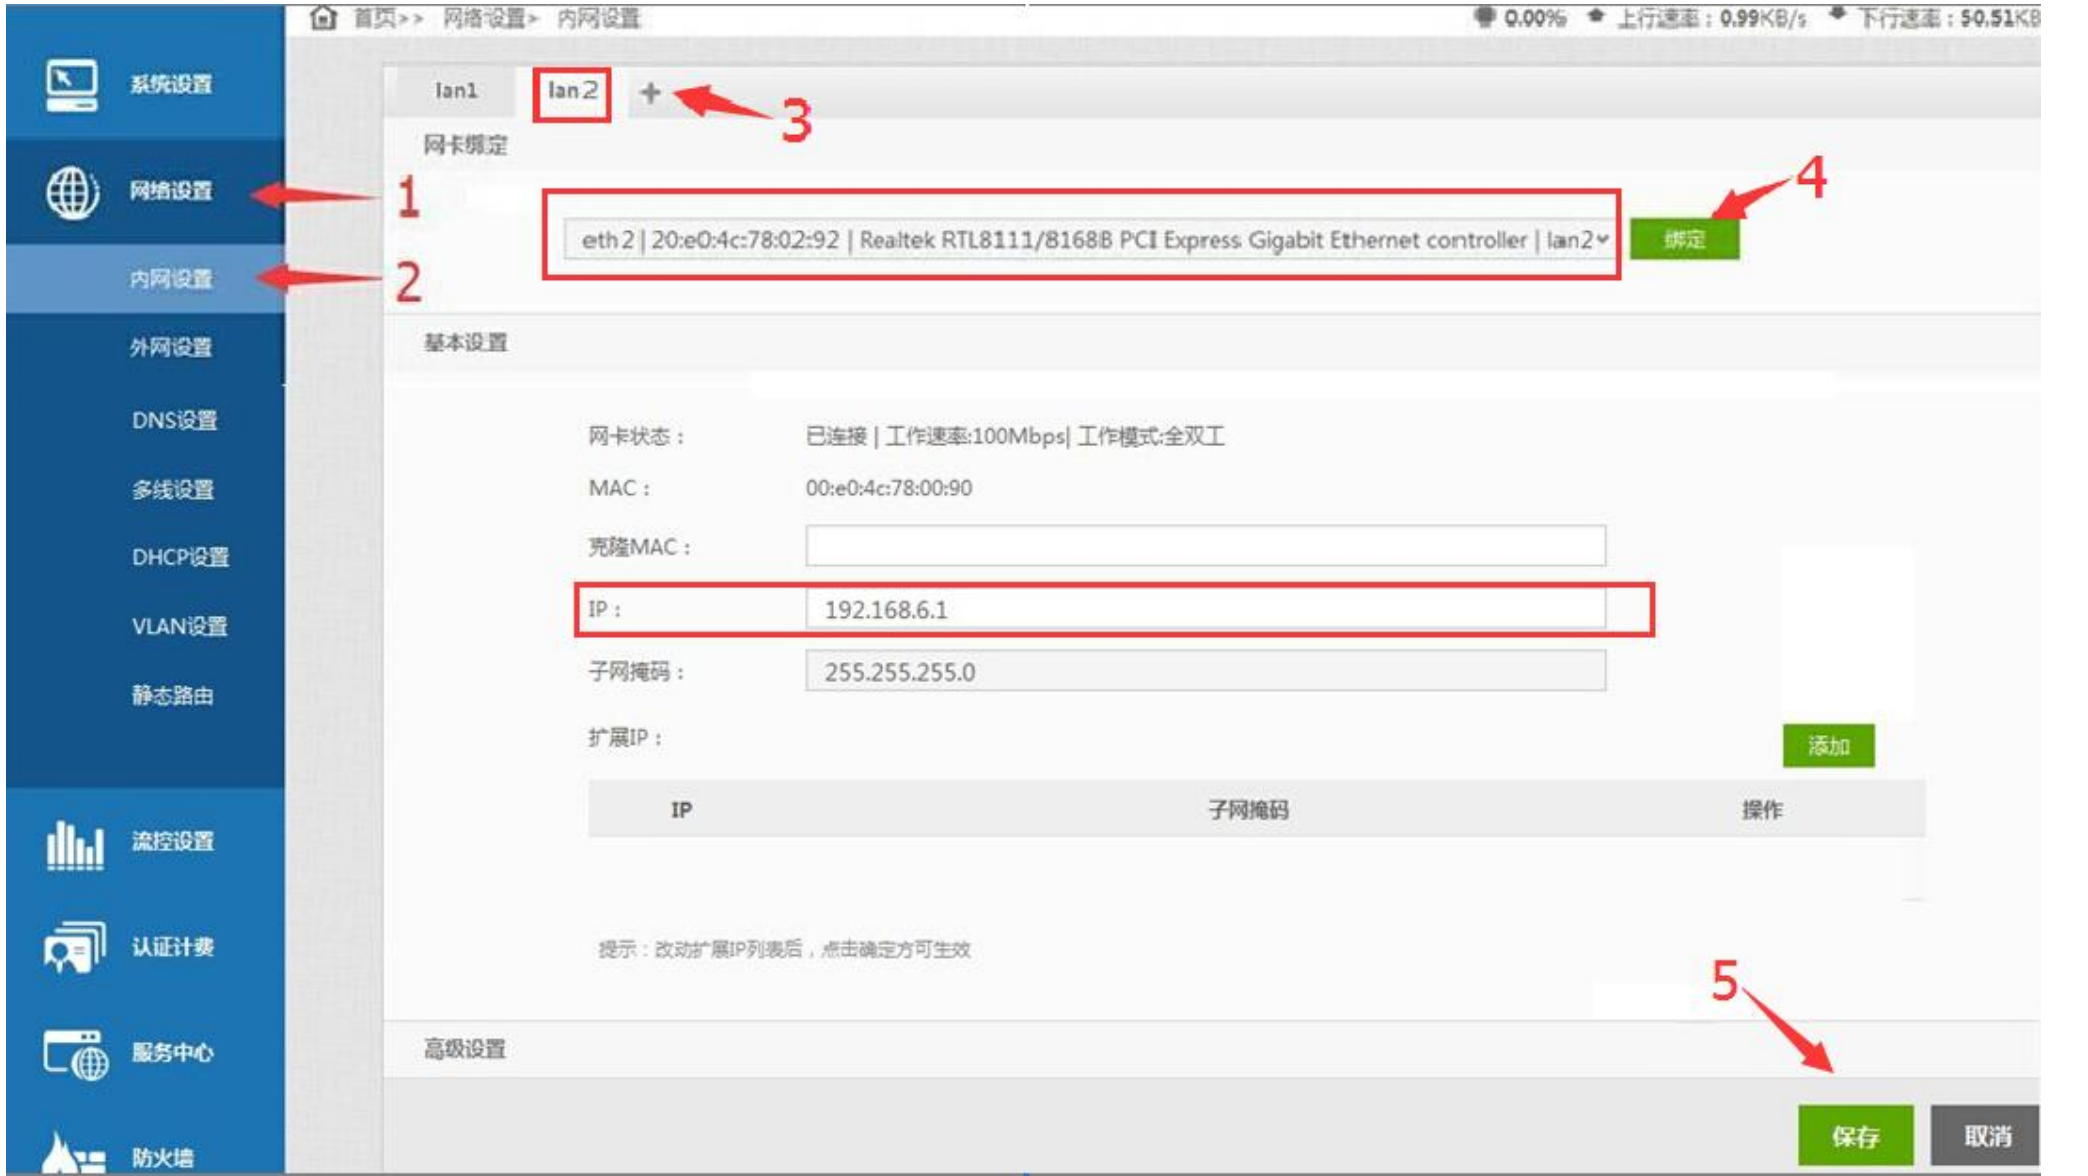 首页>> 网络设置> 内网设置
0.00% 上行速率：0.99KB/s 下行速率：50.51KB
系统设置
网络设置
内网设置
外网设置
DNS设置
多线设置
DHCP设置
VLAN设置
静态路由
流控设置
认证计费
服务中心
防火墙
1
2
lan1 lan2 + 3
网卡绑定
4
eth2 | 20:e0:4c:78:02:92 | Realtek RTL8111/8168B PCI Express Gigabit Ethernet controller | lan2 绑定
基本设置
网卡状态： 已连接 | 工作速率:100Mbps| 工作模式:全双工
MAC： 00:e0:4c:78:00:90
克隆MAC：
IP： 192.168.6.1
子网掩码： 255.255.255.0
扩展IP： 添加
IP 子网掩码 操作
提示：改动扩展IP列表后，点击确定方可生效
5
高级设置
保存 取消